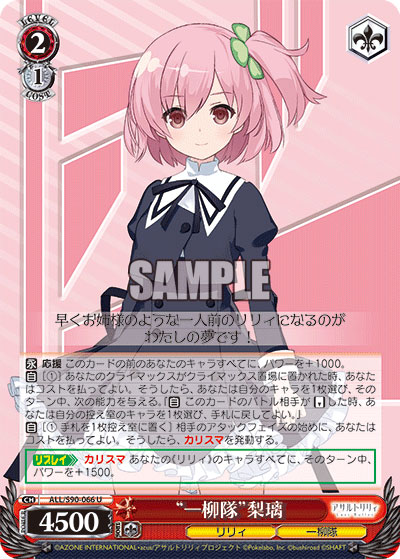 LEVEL
2
1
COST
SAMPLE
早くお姉様のような一人前のリリィになるのが
わたしの夢です！
永 応援 このカードの前のあなたのキャラすべてに、パワーを＋1000。
自 ［①］ あなたのクライマックスがクライマックス置場に置かれた時、あなた
はコストを払ってよい。そうしたら、あなたは自分のキャラを1枚選び、そ
のターン中、次の能力を与える。『自 このカードのバトル相手が［］した時、あ
なたは自分の控え室のキャラを1枚選び、手札に戻してよい。』
自 ［① 手札を1枚控え室に置く］ 相手のアタックフェイズの始めに、あなたは
コストを払ってよい。そうしたら、カリスマを発動する。
リプレイ カリスマ あなたの《リリィ》のキャラすべてに、そのターン中、
パワーを＋1500。
CH
ALL/S90-066 U
4500
“一柳隊”梨璃
アサルトリリィ
リリィ
一柳隊
©AZONE INTERNATIONAL・acus/アサルトリリィプロジェクト ©Pokelabo, Inc. ©bushiroad